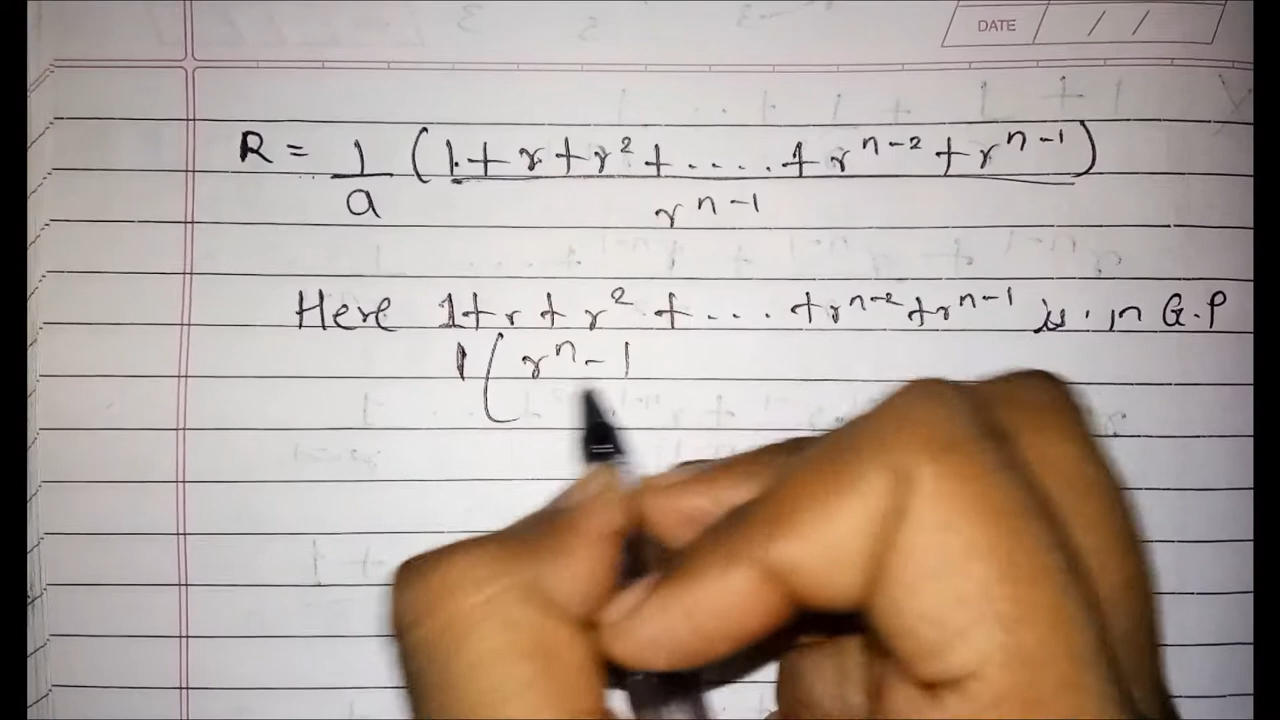 DATE / /
R = 1/a (1 + r + r² + .... + rⁿ⁻² + rⁿ⁻¹) / rⁿ⁻¹
Here 1 + r + r² + .... + rⁿ⁻² + rⁿ⁻¹ is in G.P
1 ( rⁿ - 1